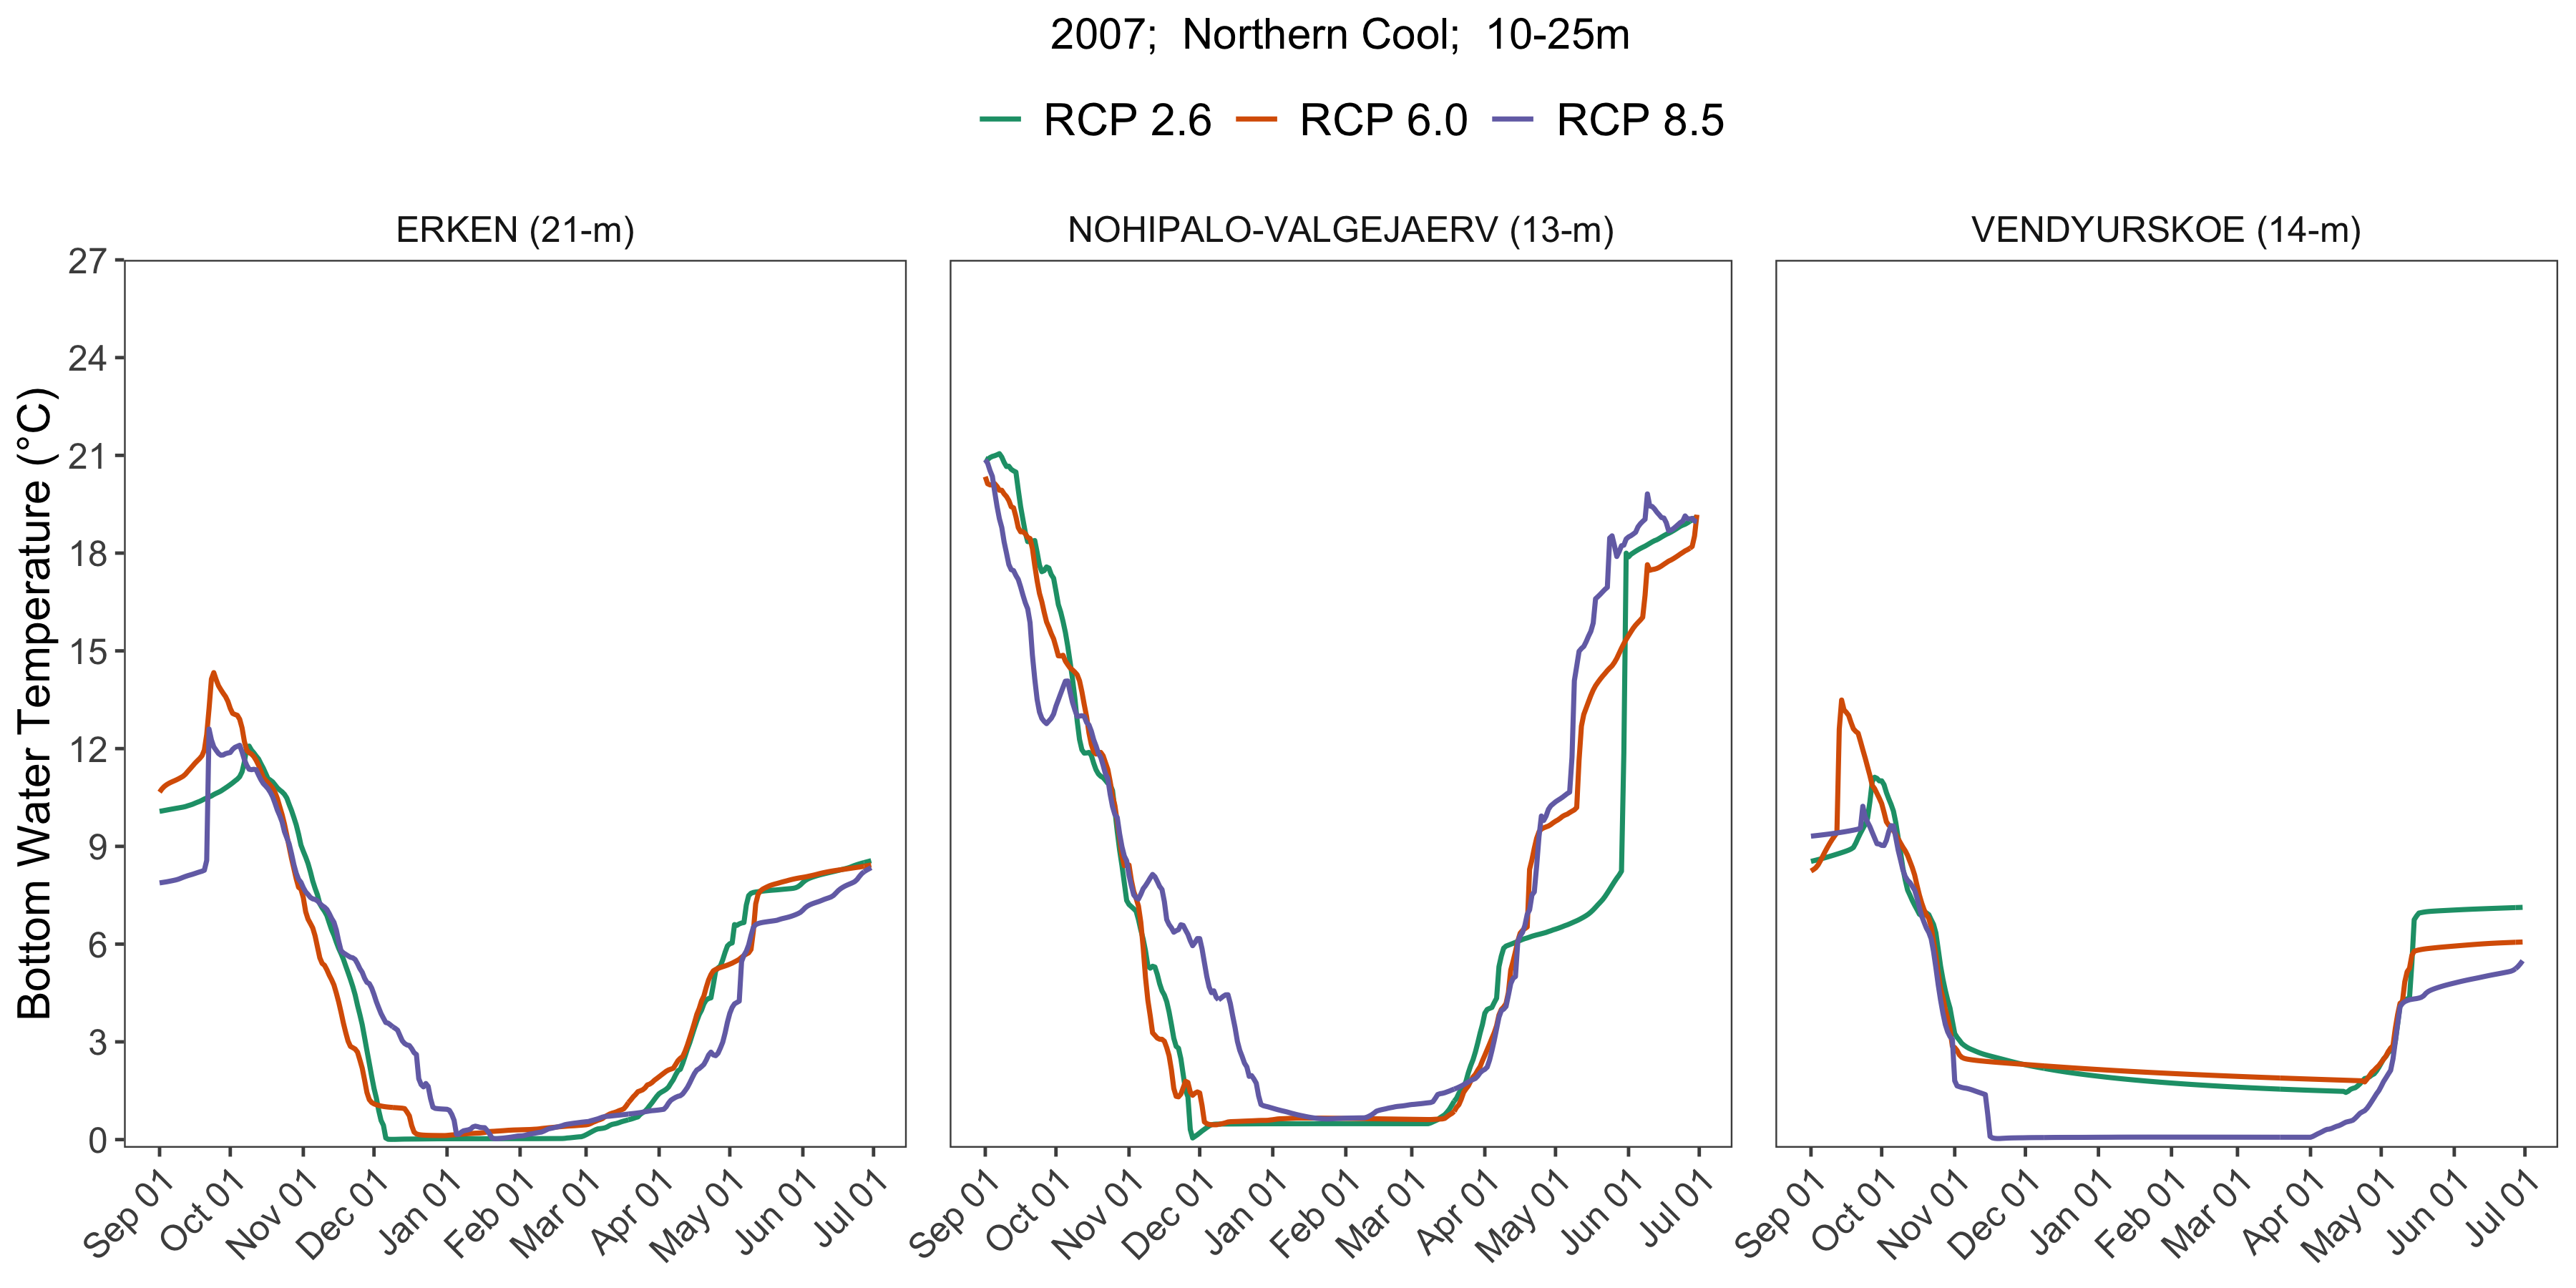 2007;  Northern Cool;  10-25m
RCP 2.6 RCP 6.0 RCP 8.5
ERKEN (21-m) NOHIPALO-VALGEJAERV (13-m) VENDYURSKOE (14-m)
Bottom Water Temperature (°C)
27
24
21
18
15
12
9
6
3
0
Sep 01 Oct 01 Nov 01 Dec 01 Jan 01 Feb 01 Mar 01 Apr 01 May 01 Jun 01 Jul 01 Sep 01 Oct 01 Nov 01 Dec 01 Jan 01 Feb 01 Mar 01 Apr 01 May 01 Jun 01 Jul 01 Sep 01 Oct 01 Nov 01 Dec 01 Jan 01 Feb 01 Mar 01 Apr 01 May 01 Jun 01 Jul 01